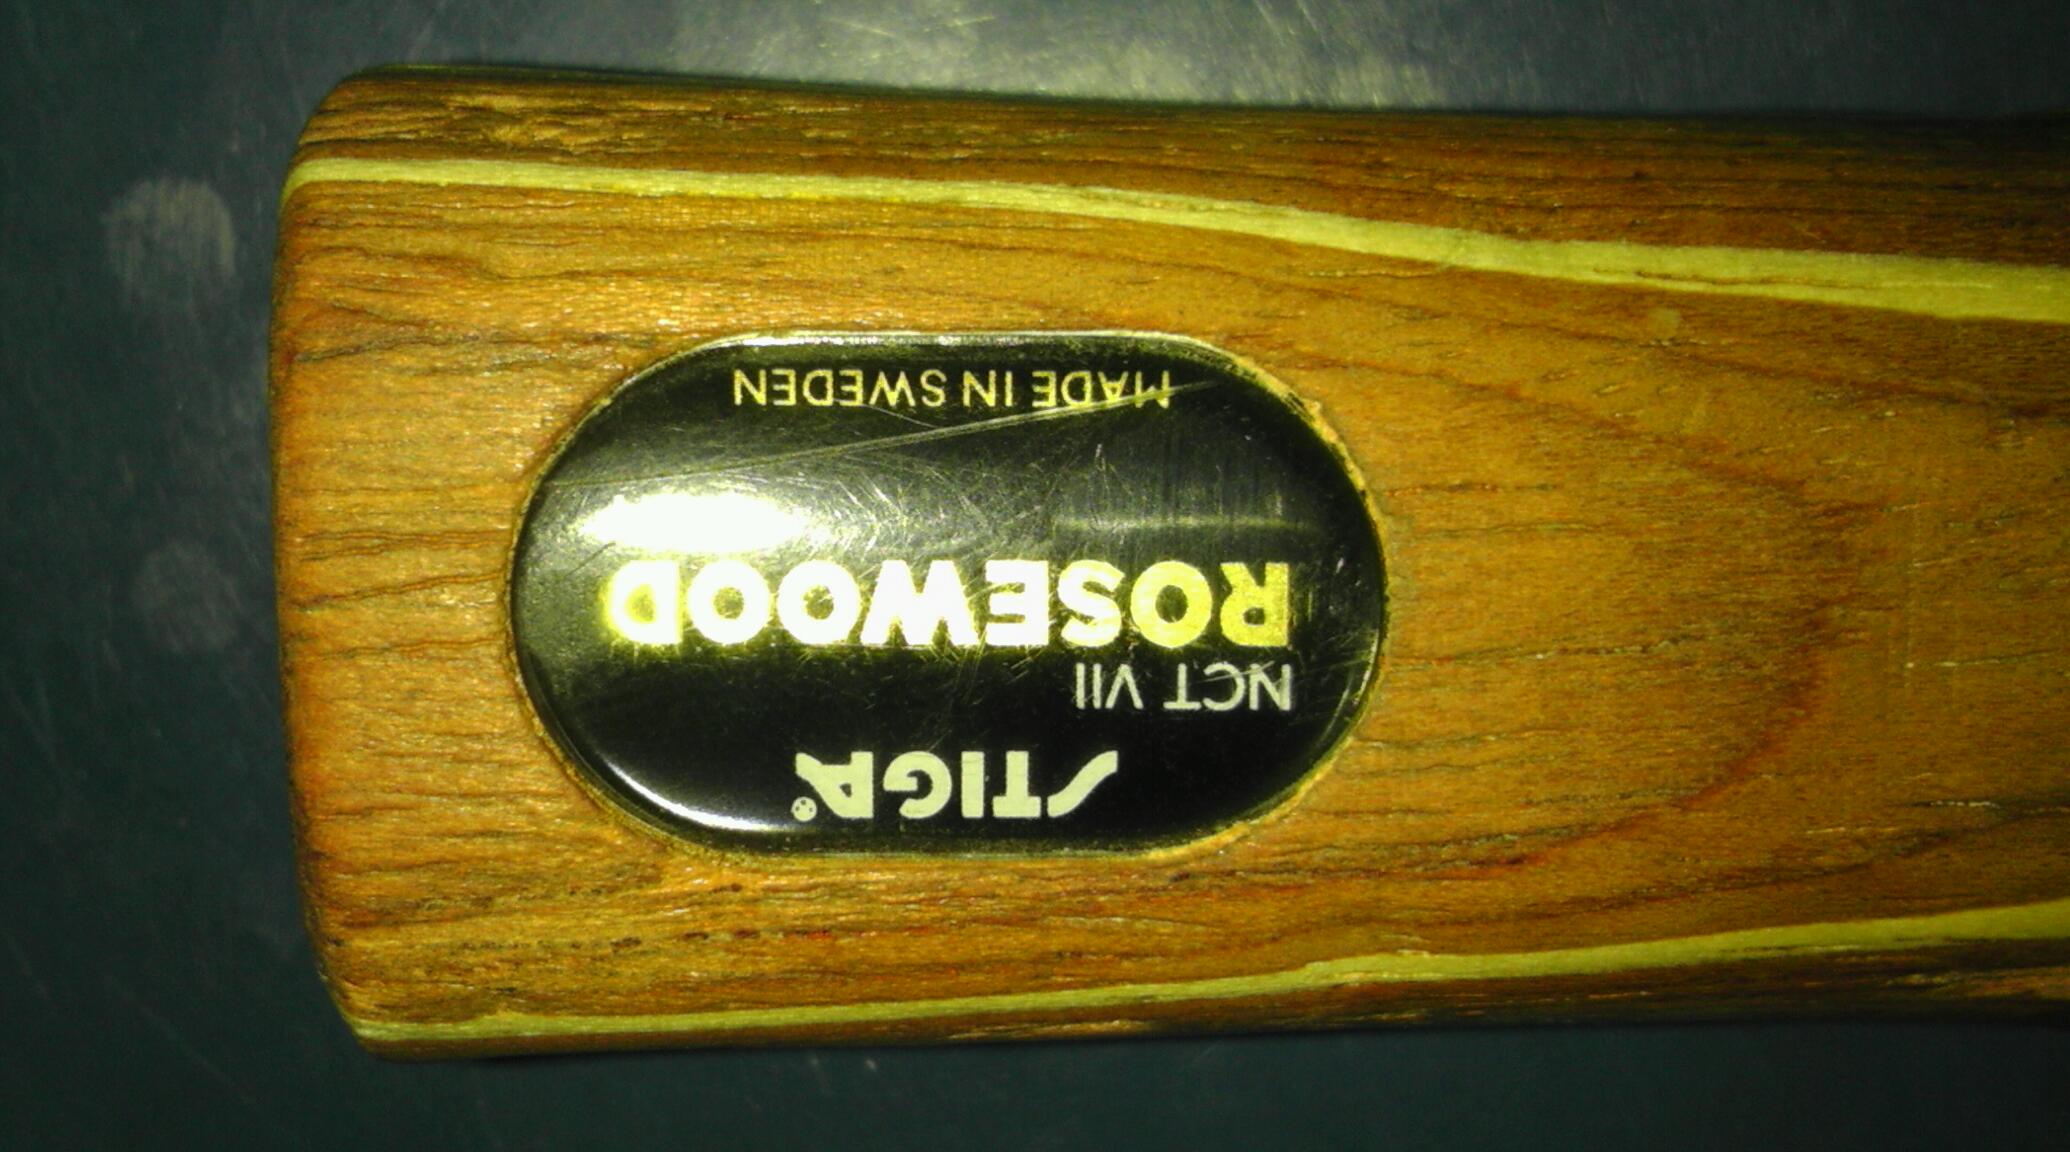 STIGA®
NCT VII
ROSEWOOD
MADE IN SWEDEN